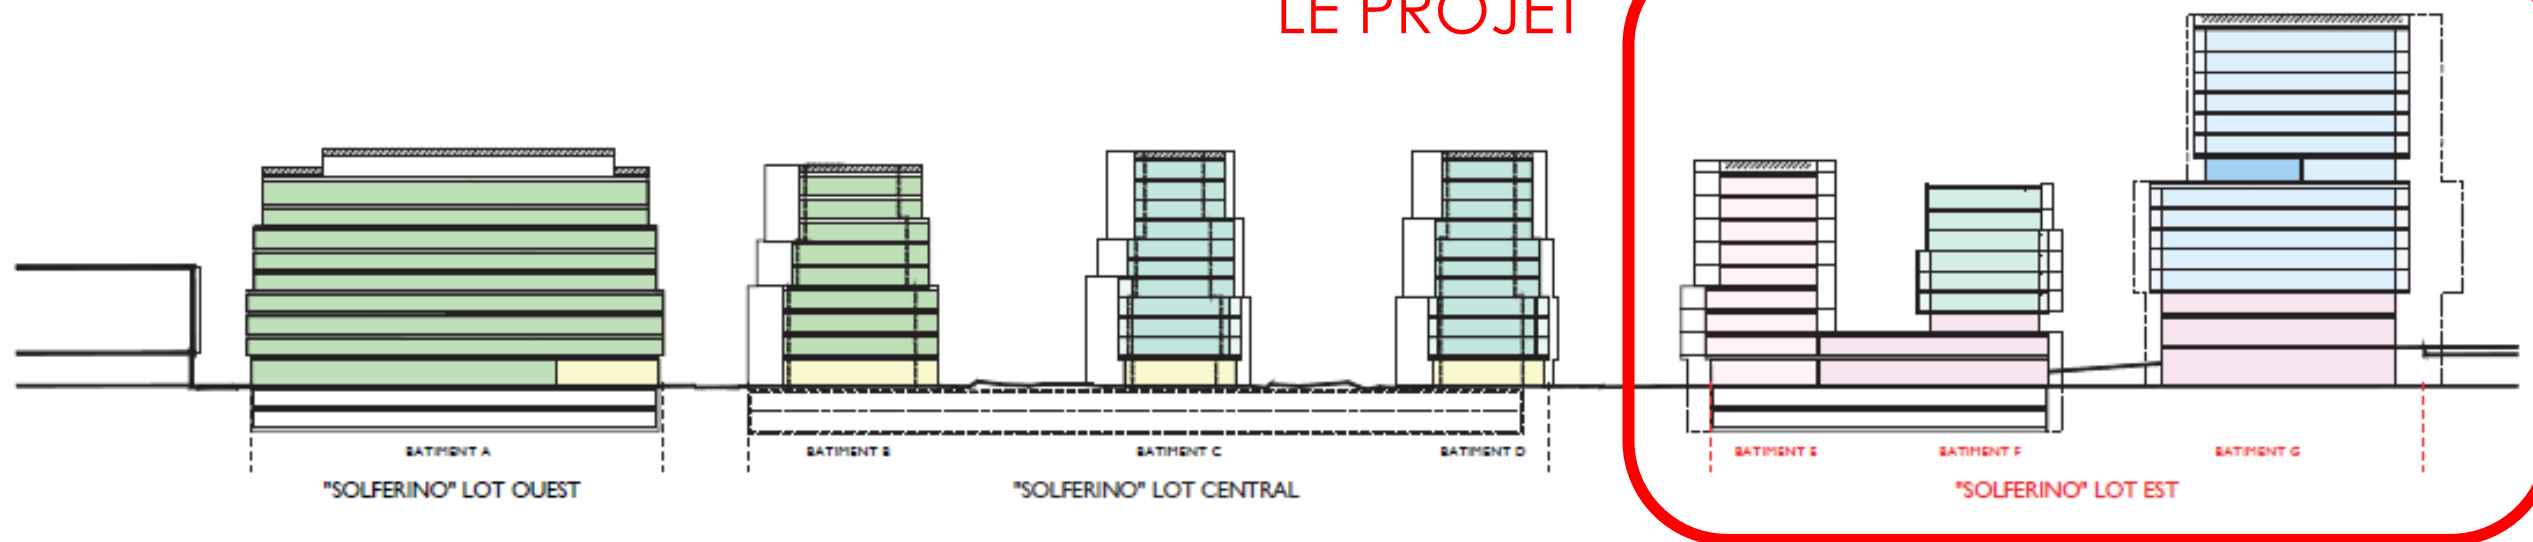 LE PROJET
BATIMENT A
BATIMENT B
BATIMENT C
BATIMENT D
BATIMENT E
BATIMENT F
BATIMENT G
"SOLFERINO" LOT OUEST
"SOLFERINO" LOT CENTRAL
"SOLFERINO" LOT EST